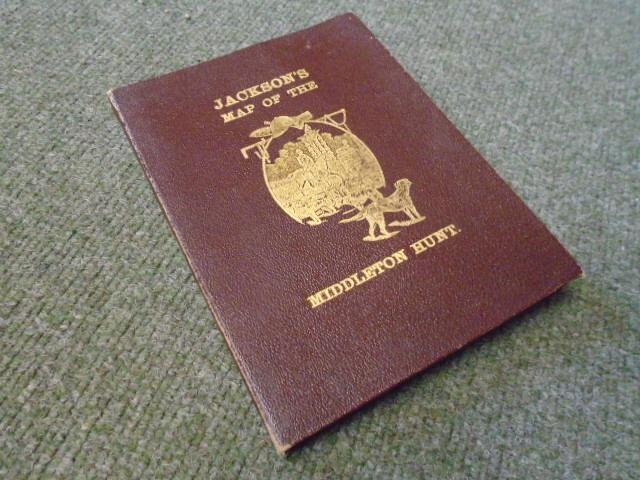 JACKSON'S
MAP OF THE
MIDDLETON HUNT.